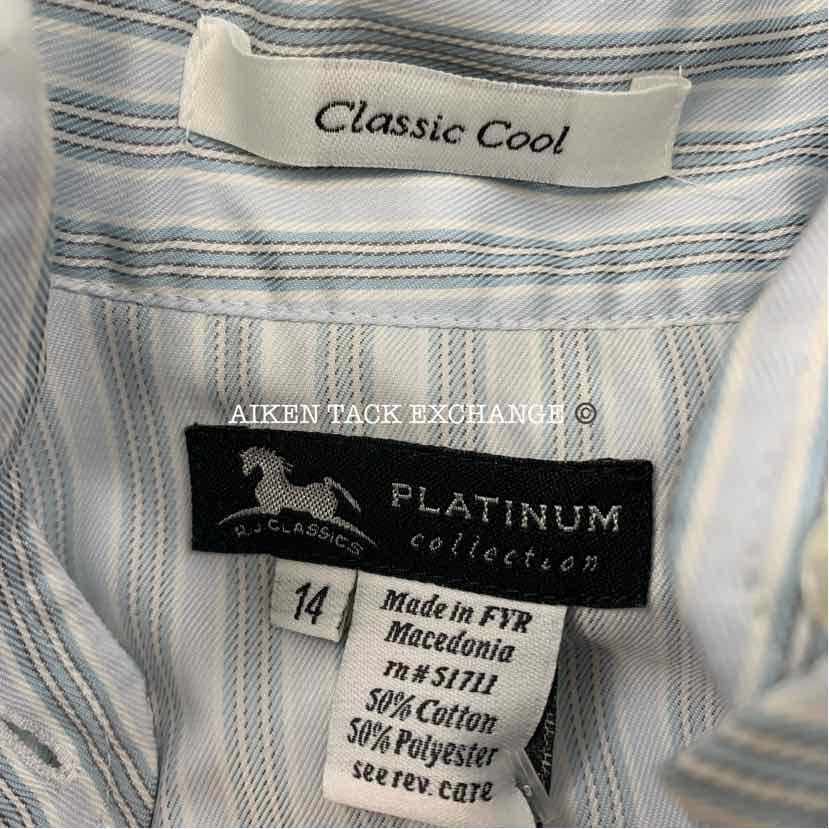 Classic Cool
AIKEN TACK EXCHANGE ©
R.J. CLASSICS
PLATINUM
collection
14
Made in FYR
Macedonia
rn # 51711
50% Cotton
50% Polyester
see rev. care